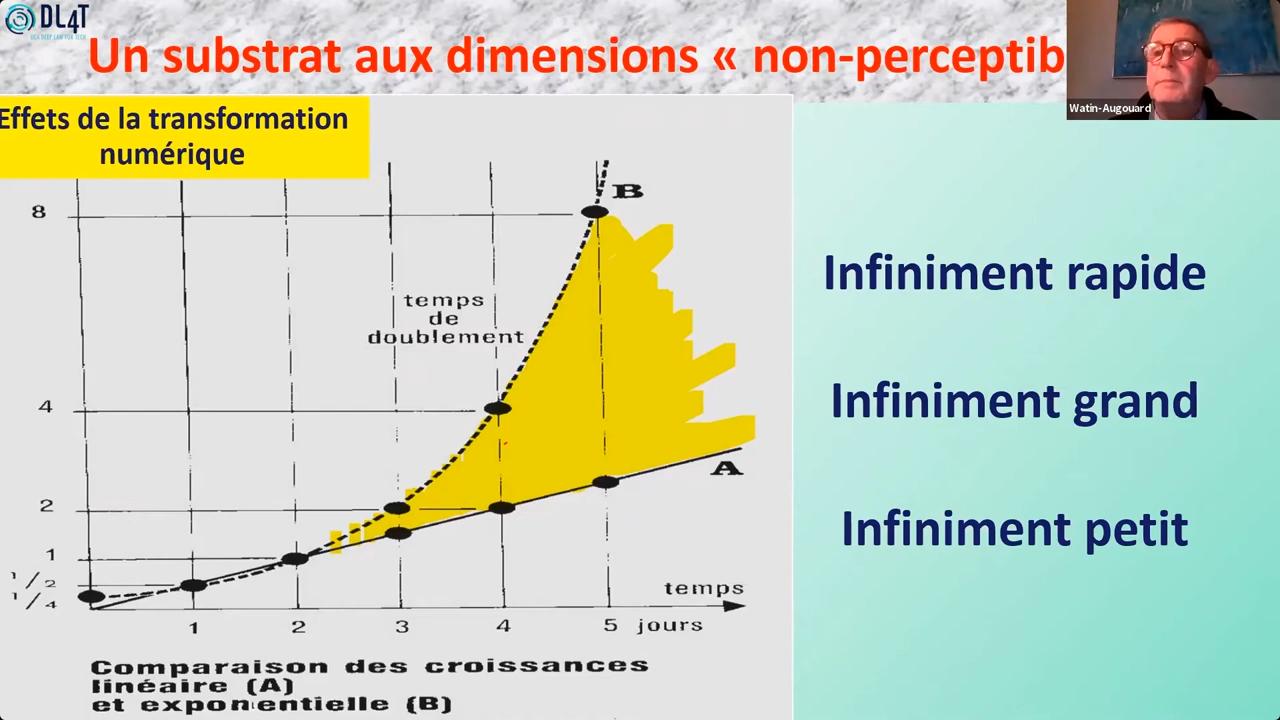 DL4T
Un substrat aux dimensions « non-perceptib
Watin-Augouard
Effets de la transformation
numérique
8
B
temps
de
doublement
4
A
2
1
1/2
1/4
temps
1 2 3 4 5 jours
Comparaison des croissances
linéaire (A)
et exponentielle (B)
Infiniment rapide
Infiniment grand
Infiniment petit